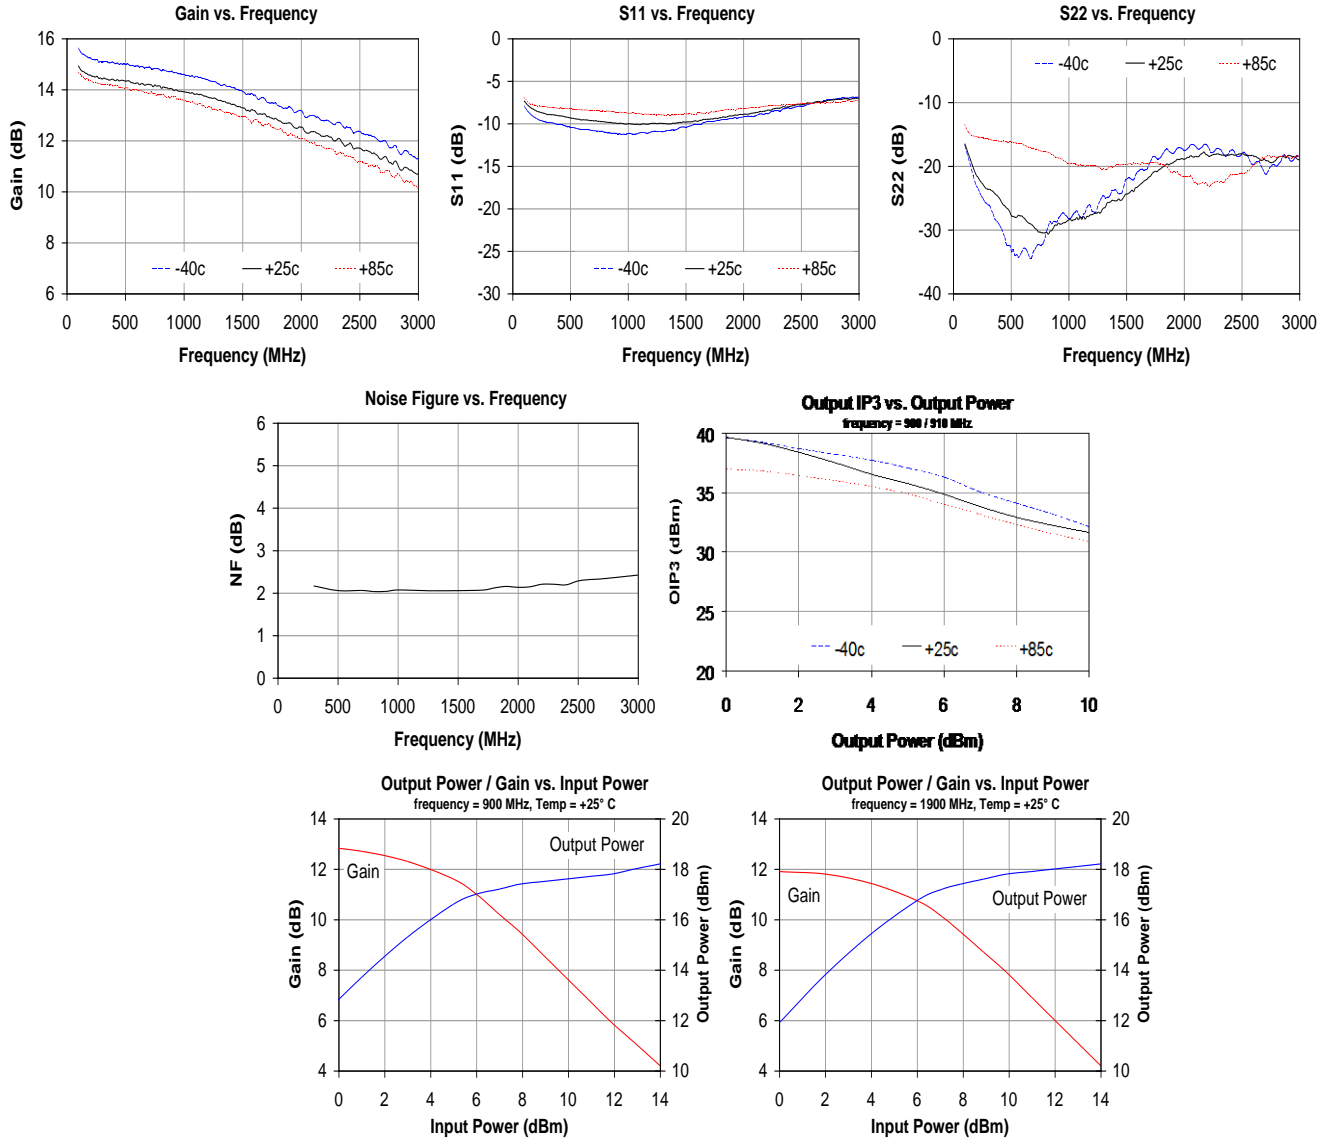 Gain vs. Frequency
16
14
12
10
8
6
Gain (dB)
-40c +25c +85c
0 500 1000 1500 2000 2500 3000
Frequency (MHz)
S11 vs. Frequency
0
-5
-10
-15
-20
-25
-30
S11 (dB)
-40c +25c +85c
0 500 1000 1500 2000 2500 3000
Frequency (MHz)
S22 vs. Frequency
0
-10
-20
-30
-40
S22 (dB)
-40c +25c +85c
0 500 1000 1500 2000 2500 3000
Frequency (MHz)
Noise Figure vs. Frequency
6
5
4
3
2
1
0
NF (dB)
0 500 1000 1500 2000 2500 3000
Frequency (MHz)
Output IP3 vs. Output Power
frequency = 900 / 910 MHz
40
35
30
25
20
OIP3 (dBm)
-40c +25c +85c
0 2 4 6 8 10
Output Power (dBm)
Output Power / Gain vs. Input Power
frequency = 900 MHz, Temp = +25° C
14
12
10
8
6
4
Gain (dB)
Gain
Output Power
20
18
16
14
12
10
Output Power (dBm)
0 2 4 6 8 10 12 14
Input Power (dBm)
Output Power / Gain vs. Input Power
frequency = 1900 MHz, Temp = +25° C
14
12
10
8
6
4
Gain (dB)
Gain
Output Power
20
18
16
14
12
10
Output Power (dBm)
0 2 4 6 8 10 12 14
Input Power (dBm)